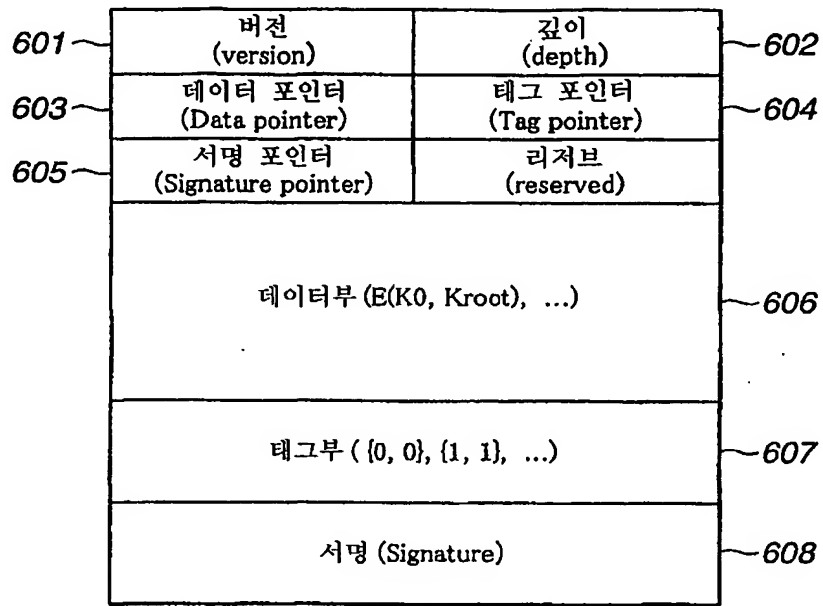 601
버전
(version)
깊이
(depth)
602
603
데이터 포인터
(Data pointer)
태그 포인터
(Tag pointer)
604
605
서명 포인터
(Signature pointer)
리저브
(reserved)
데이터부 (E(K0, Kroot), ...)
606
태그부 ( {0, 0}, {1, 1}, ...)
607
서명 (Signature)
608